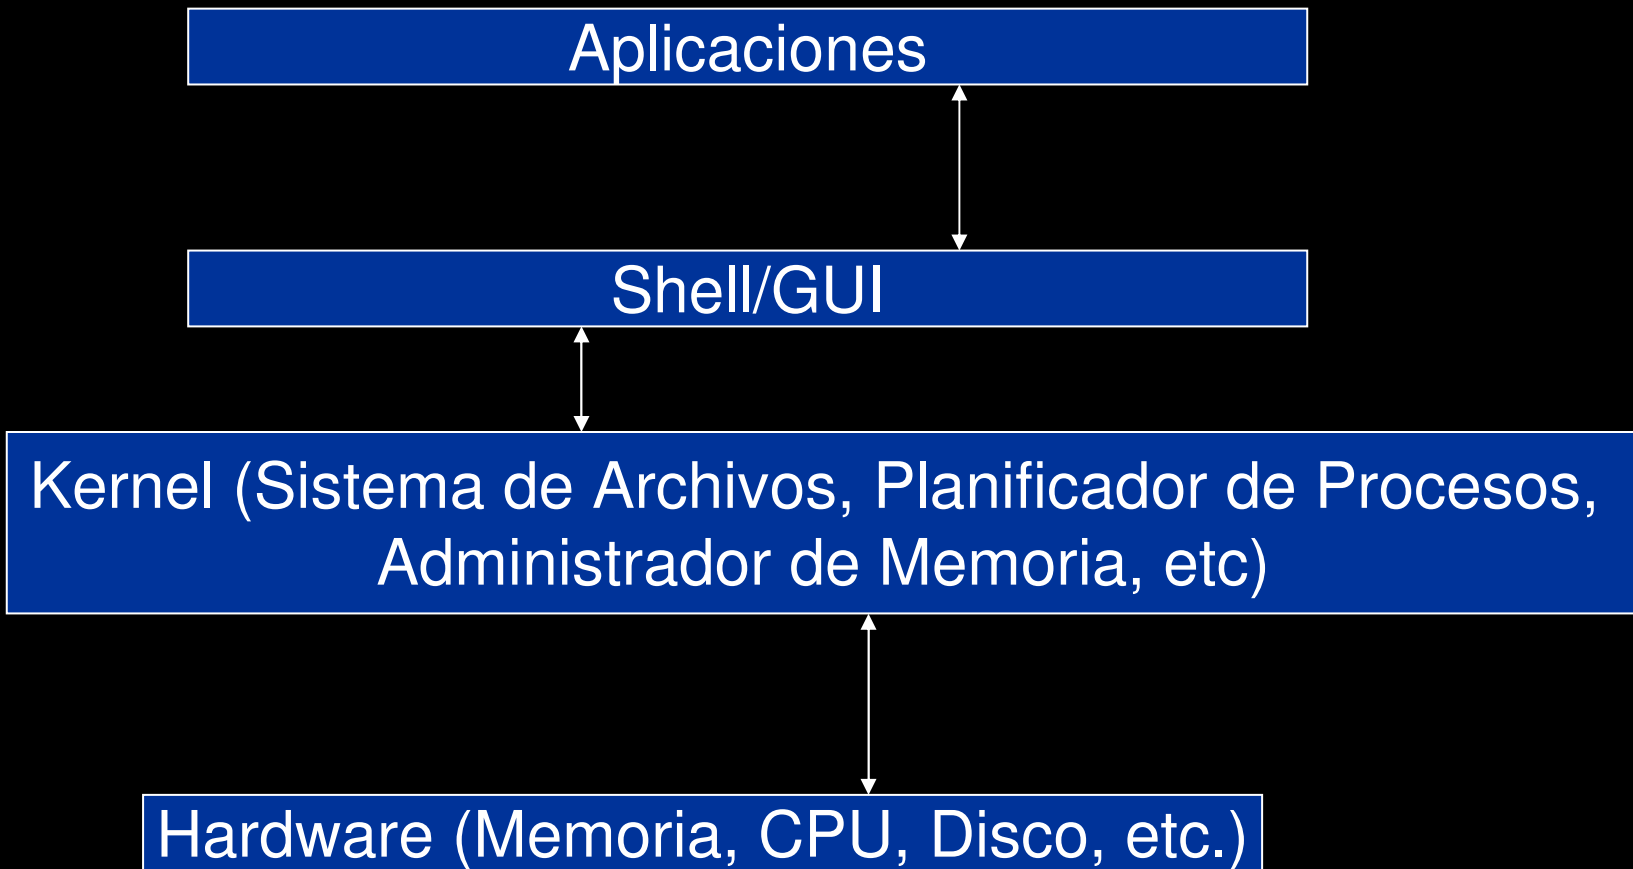 Aplicaciones
Shell/GUI
Kernel (Sistema de Archivos, Planificador de Procesos,
Administrador de Memoria, etc)
Hardware (Memoria, CPU, Disco, etc.)